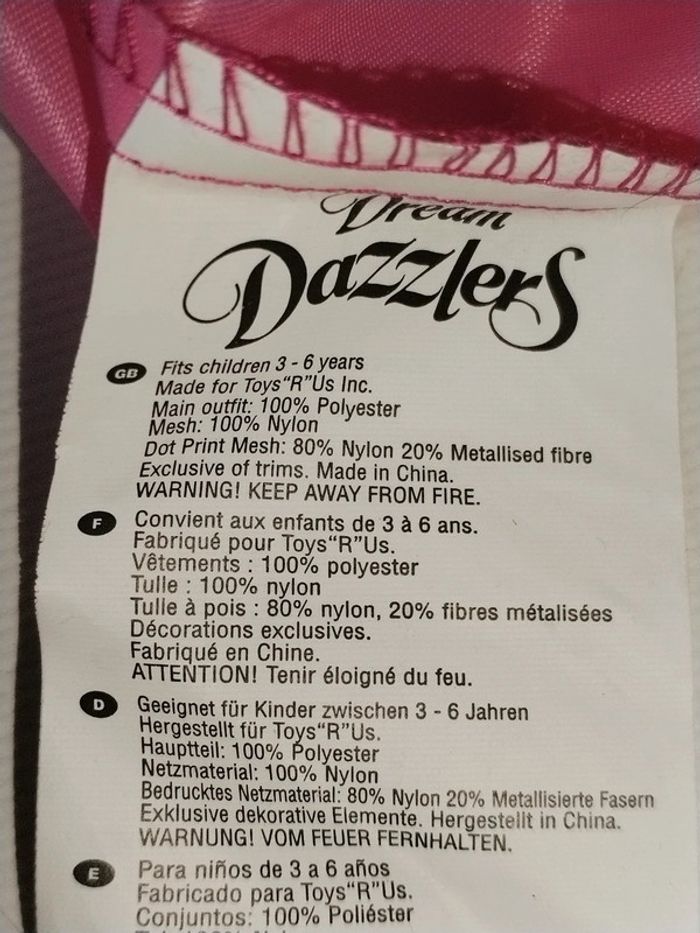 Dream
DazzlerS
GB Fits children 3 - 6 years
Made for Toys“R”Us Inc.
Main outfit: 100% Polyester
Mesh: 100% Nylon
Dot Print Mesh: 80% Nylon 20% Metallised fibre
Exclusive of trims. Made in China.
WARNING! KEEP AWAY FROM FIRE.
F Convient aux enfants de 3 à 6 ans.
Fabriqué pour Toys“R”Us.
Vêtements : 100% polyester
Tulle : 100% nylon
Tulle à pois : 80% nylon, 20% fibres métalisées
Décorations exclusives.
Fabriqué en Chine.
ATTENTION! Tenir éloigné du feu.
D Geeignet für Kinder zwischen 3 - 6 Jahren
Hergestellt für Toys“R”Us.
Hauptteil: 100% Polyester
Netzmaterial: 100% Nylon
Bedrucktes Netzmaterial: 80% Nylon 20% Metallisierte Fasern
Exklusive dekorative Elemente. Hergestellt in China.
WARNUNG! VOM FEUER FERNHALTEN.
E Para niños de 3 a 6 años
Fabricado para Toys“R”Us.
Conjuntos: 100% Poliéster